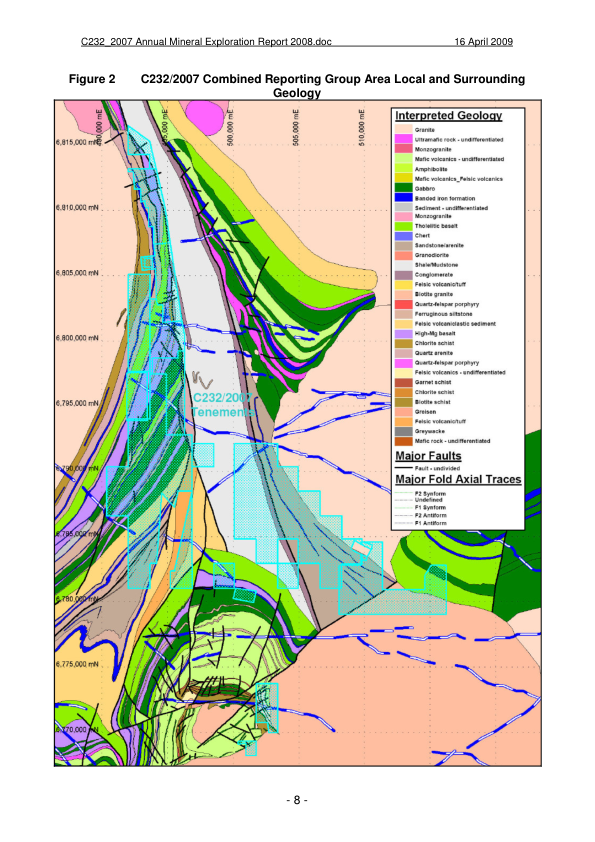 C232_2007 Annual Mineral Exploration Report 2008.doc 16 April 2009
Figure 2 C232/2007 Combined Reporting Group Area Local and Surrounding
Geology
500,000 mE
505,000 mE
510,000 mE
6,815,000 mN
6,810,000 mN
6,805,000 mN
6,800,000 mN
6,795,000 mN
6,790,000 mN
6,785,000 mN
6,780,000 mN
6,775,000 mN
6,770,000 mN
C232/2007
Tenements
Interpreted Geology
Granite
Ultramafic rock - undifferentiated
Monzogranite
Mafic volcanics - undifferentiated
Amphibolite
Mafic volcanics_Felsic volcanics
Gabbro
Banded iron formation
Sediment - undifferentiated
Monzogranite
Tholeiitic basalt
Chert
Sandstone/arenite
Granodiorite
Shale/Mudstone
Conglomerate
Felsic volcanic/tuff
Biotite granite
Quartz-felspar porphyry
Ferruginous siltstone
Felsic volcaniclastic sediment
High-Mg basalt
Chlorite schist
Quartz arenite
Quartz-felspar porphyry
Felsic volcanics - undifferentiated
Garnet schist
Chlorite schist
Biotite schist
Greisen
Felsic volcanic/tuff
Greywacke
Mafic rock - undifferentiated
Major Faults
Fault - undivided
Major Fold Axial Traces
F2 Synform
Undefined
F1 Synform
F2 Antiform
F1 Antiform
- 8 -